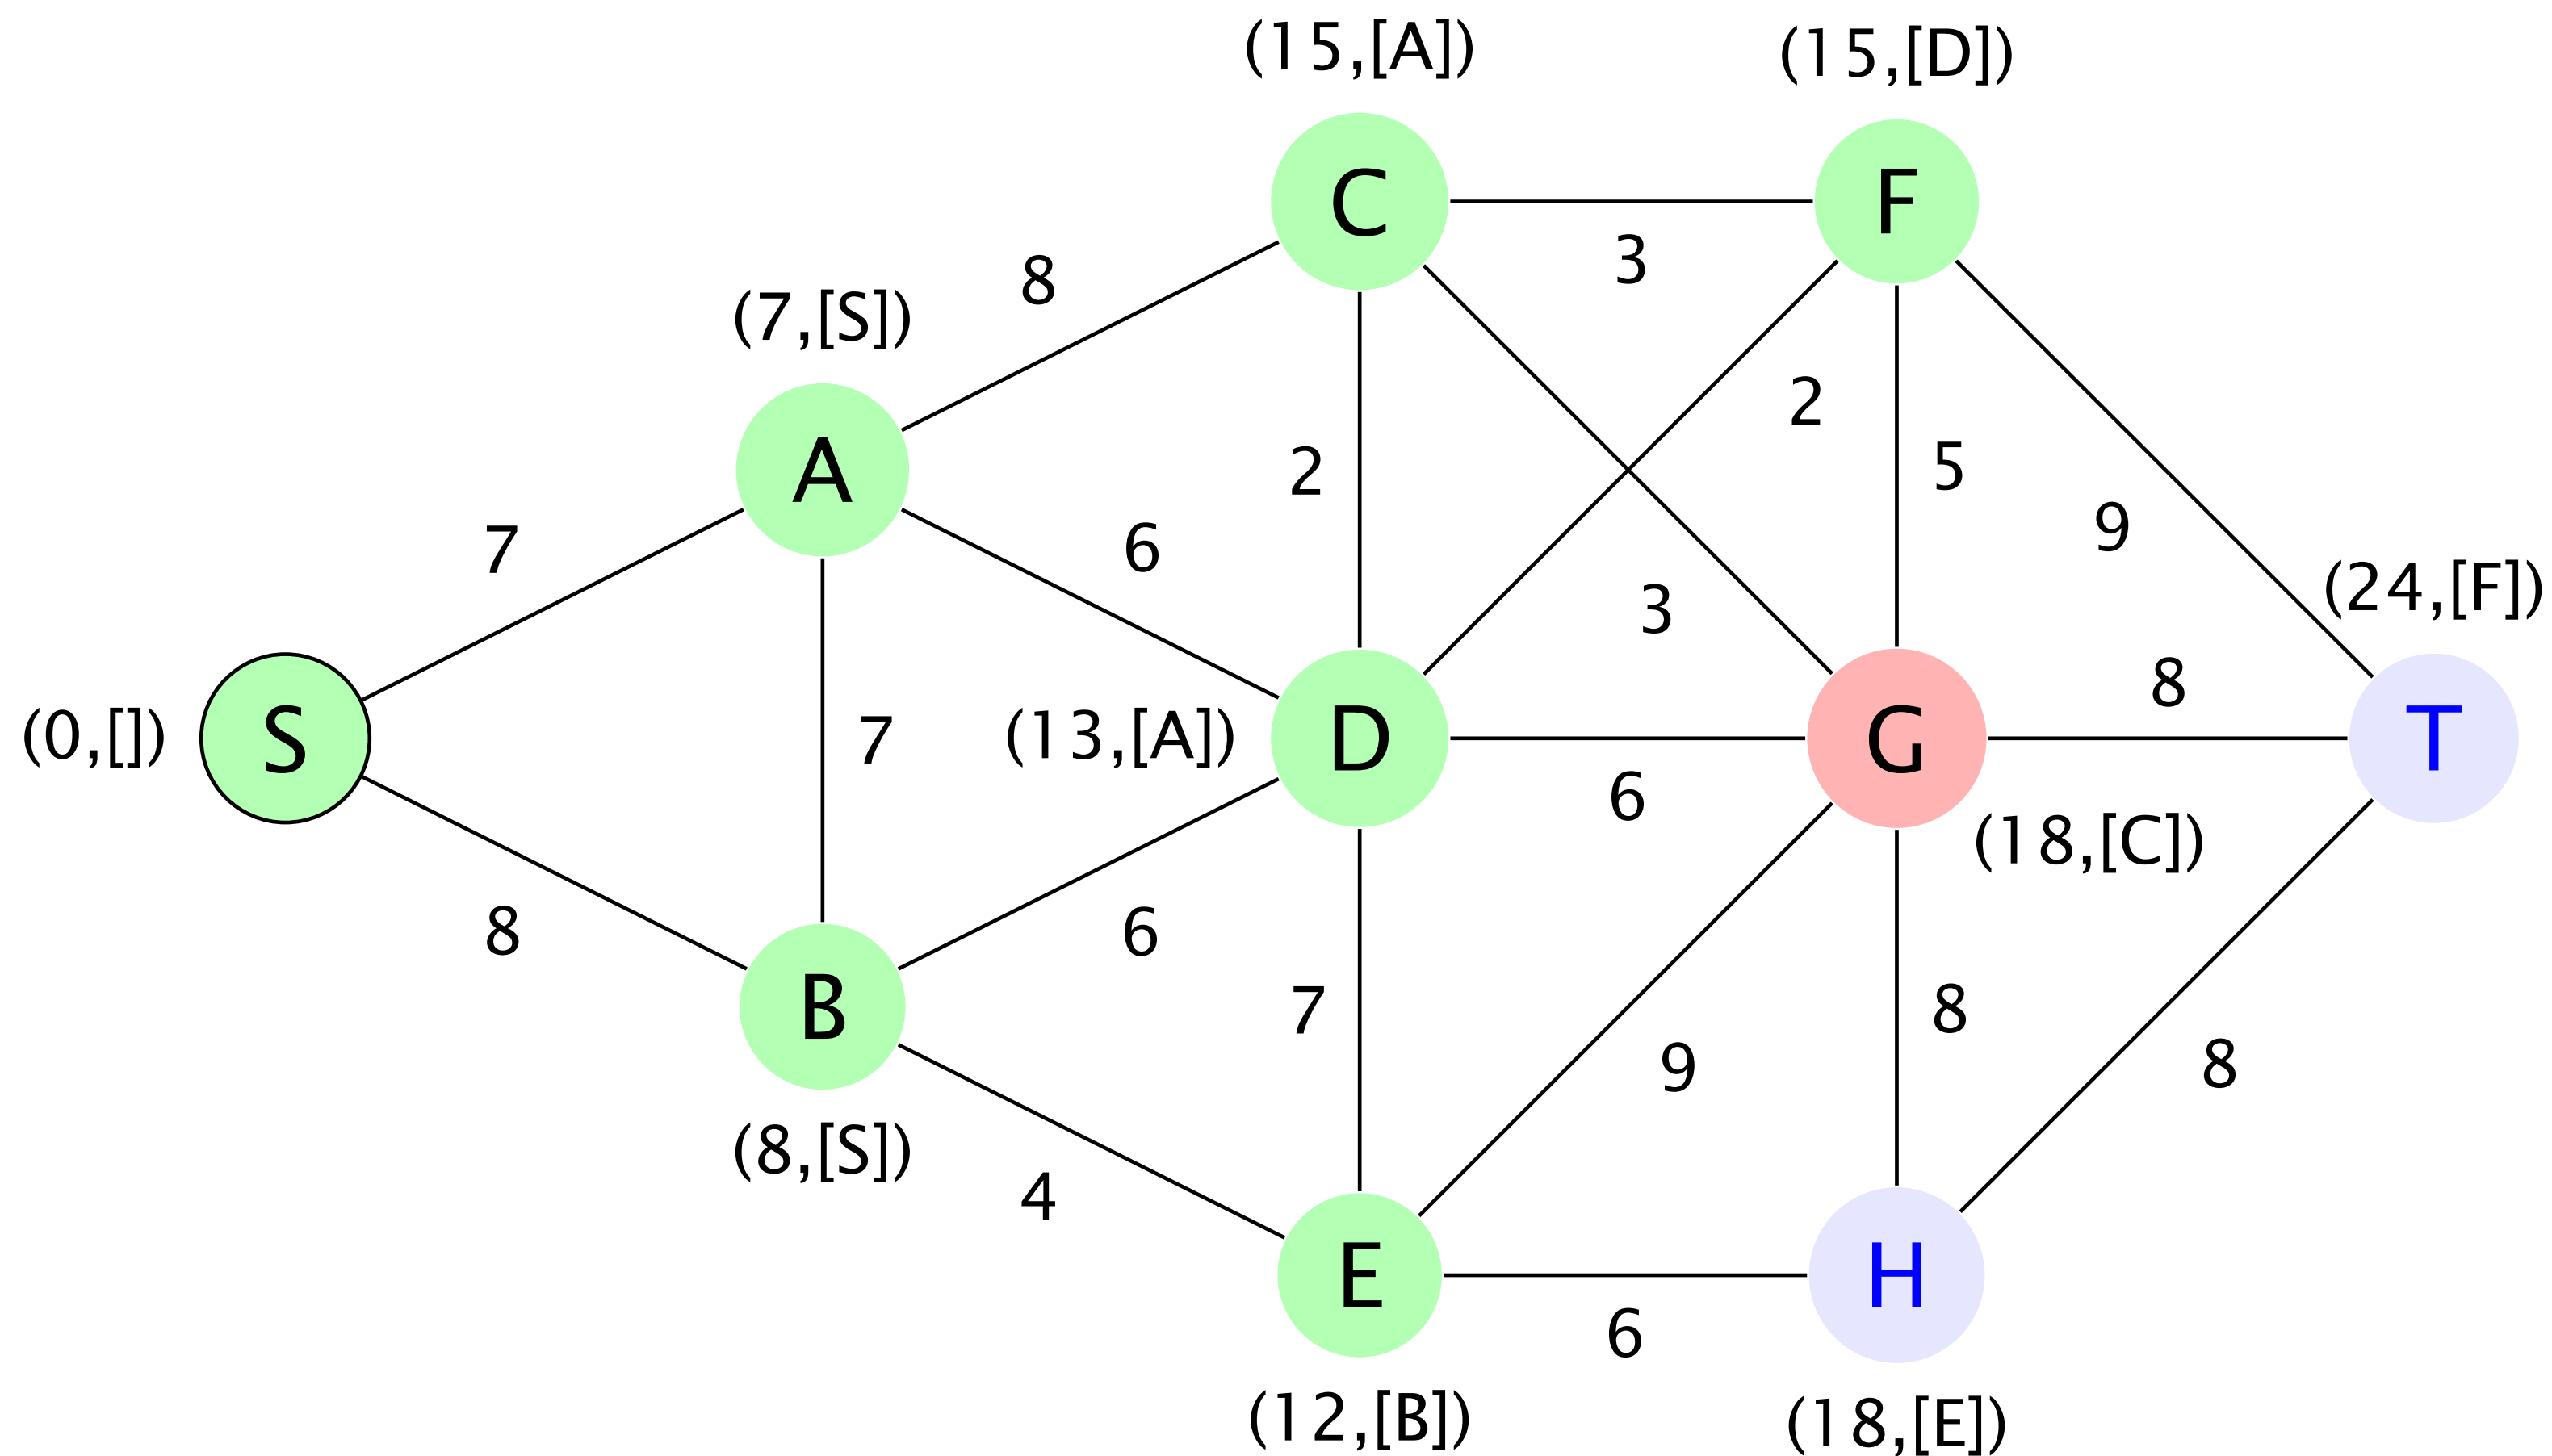 (15,[A])
(15,[D])
C
F
3
8
(7,[S])
2
A
2
5
9
7
6
3
(24,[F])
8
(0,[])
S
7
(13,[A])
D
G
T
6
(18,[C])
8
6
B
7
8
9
8
(8,[S])
4
E
H
6
(12,[B])
(18,[E])